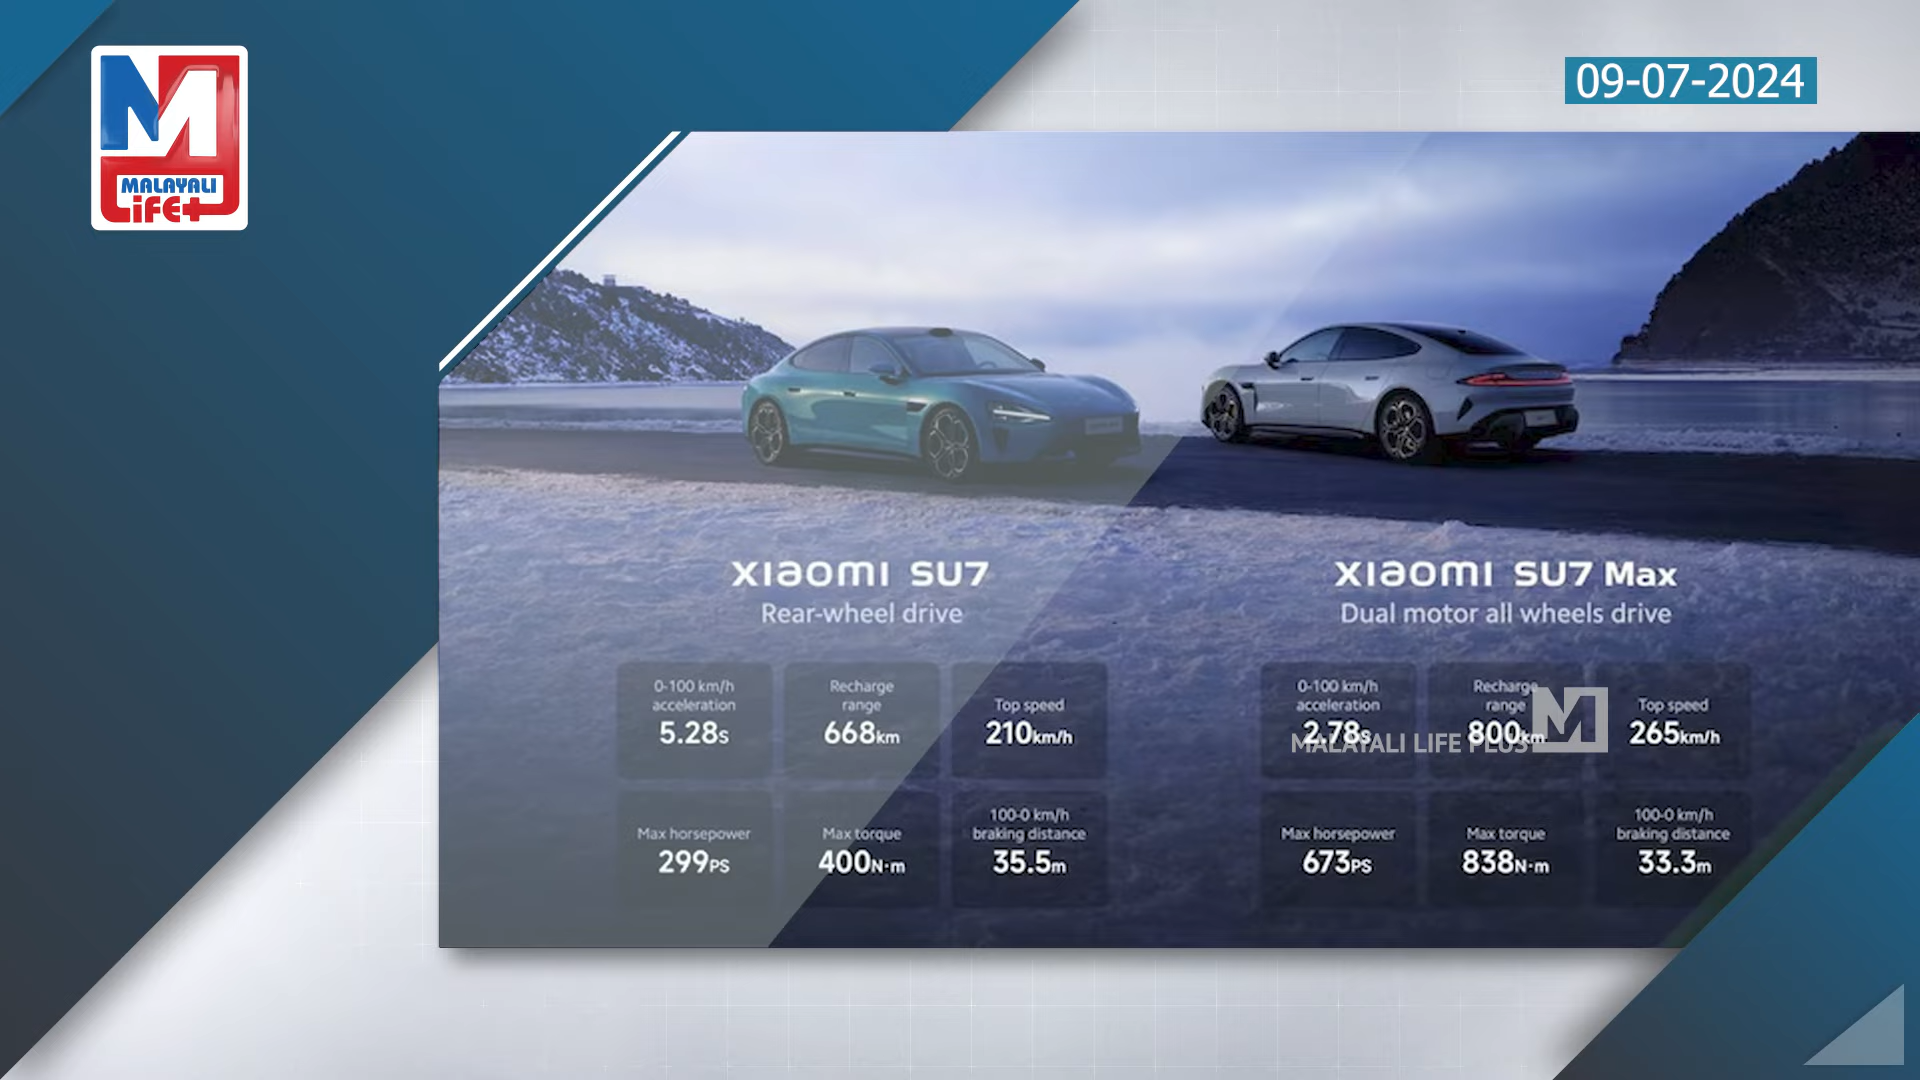 MALAYALI
LiFE+
09-07-2024
XIAOMI SU7
Rear-wheel drive
0-100 km/h
acceleration
5.28s
Recharge
range
668km
Top speed
210km/h
Max horsepower
299PS
Max torque
400N·m
100-0 km/h
braking distance
35.5m
XIAOMI SU7 Max
Dual motor all wheels drive
0-100 km/h
acceleration
2.78s
Recharge
range
800km
Top speed
265km/h
MALAYALI LIFE PLUS
Max horsepower
673PS
Max torque
838N·m
100-0 km/h
braking distance
33.3m